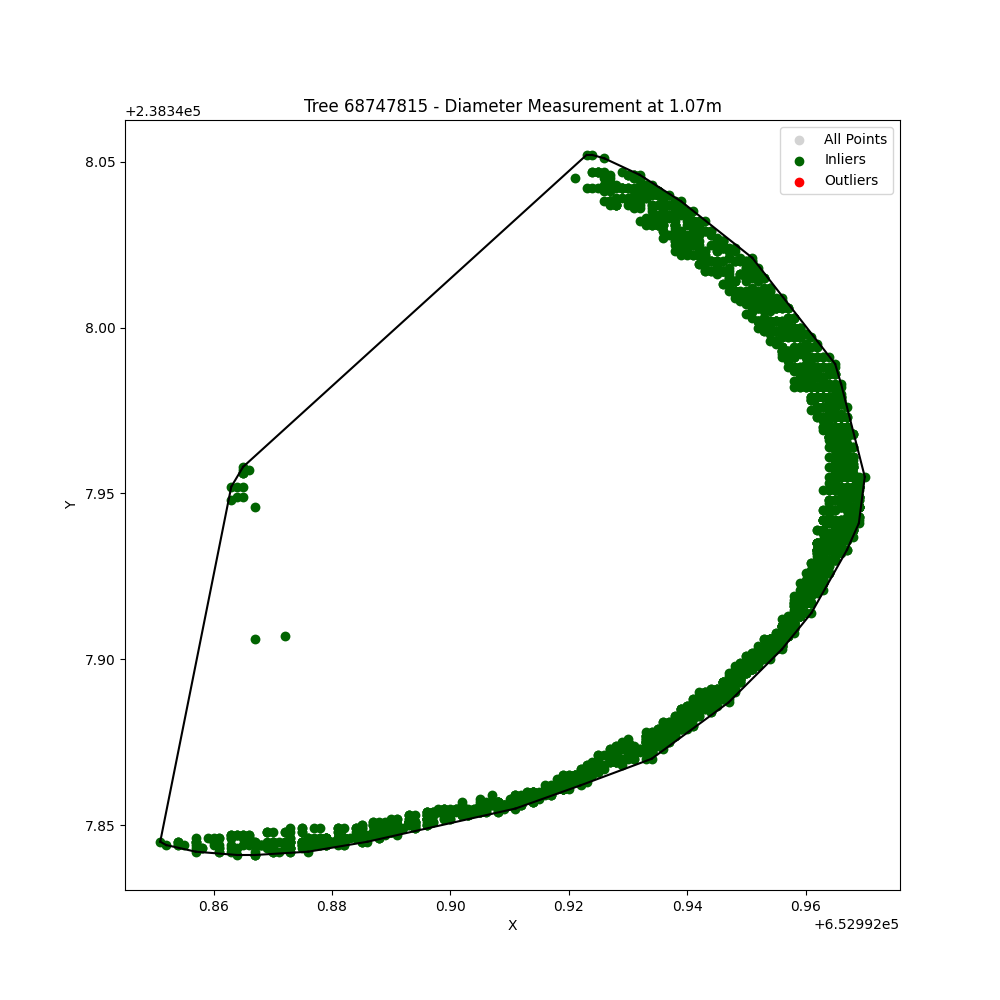 Tree 68747815 - Diameter Measurement at 1.07m
+2.3834e5
All Points
Inliers
Outliers
8.05
8.00
7.95
7.90
7.85
Y
0.86 0.88 0.90 0.92 0.94 0.96
X
+6.52992e5